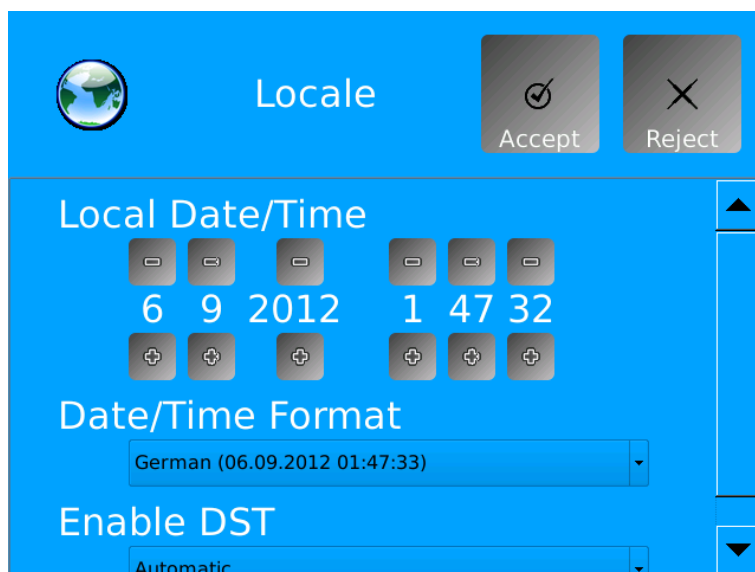 Locale
Accept
Reject
Local Date/Time
6 9 2012 1 47 32
Date/Time Format
German (06.09.2012 01:47:33)
Enable DST
Automatic